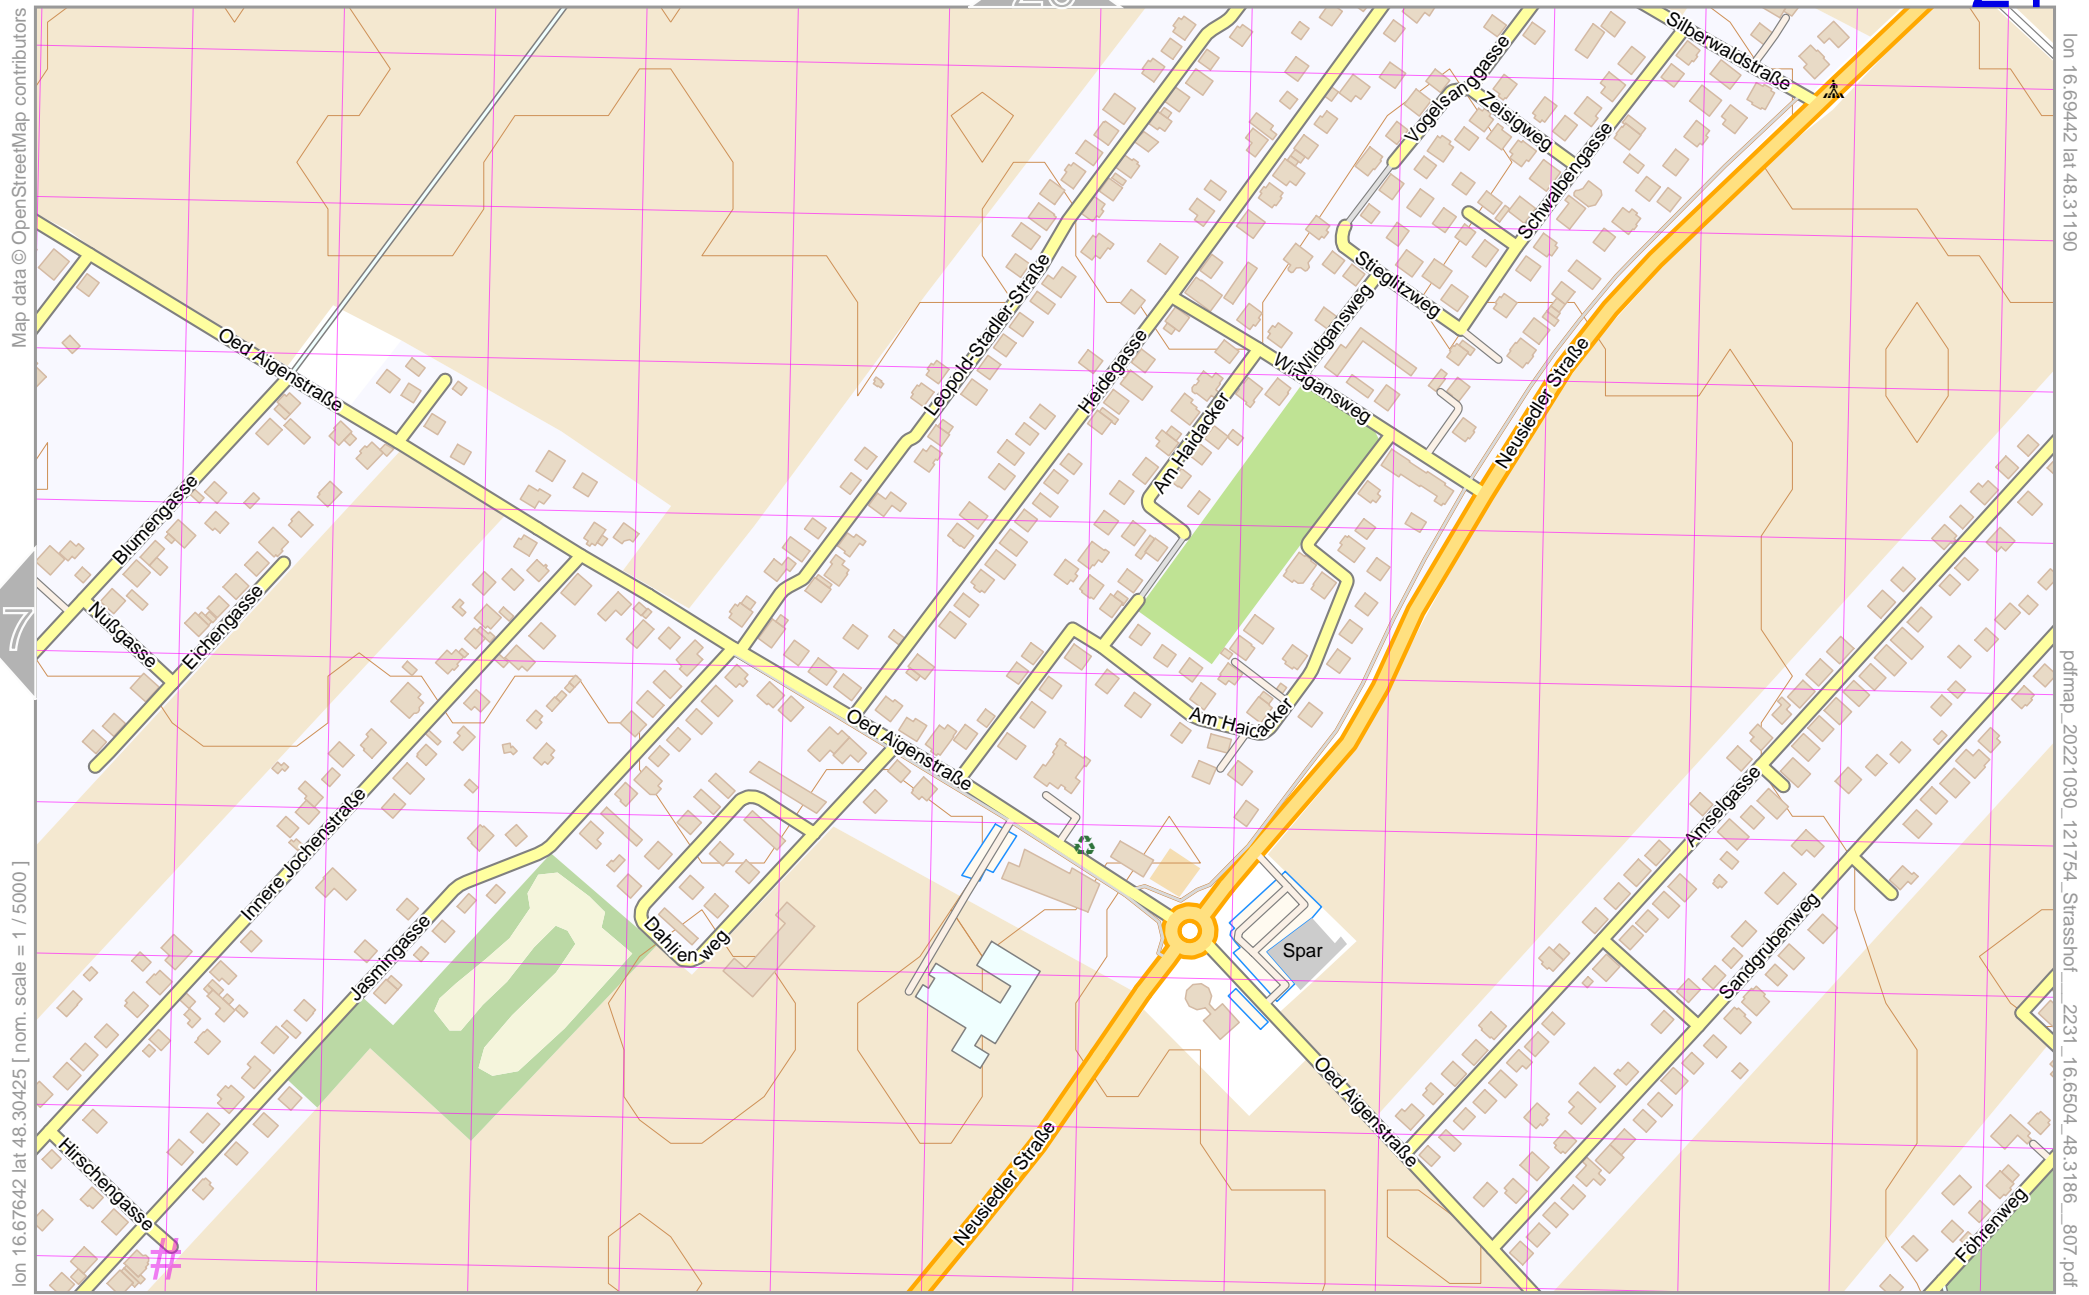 Map data © OpenStreetMap contributors
lon 16.67642 lat 48.30425 [ nom. scale = 1 / 5000 ]
lon 16.69442 lat 48.31190
pdfmap_20221030_121754_Strasshof___2231_16.6504_48.3186__807.pdf
7
Silberwaldstraße
Vogelsanggasse
Zeisigweg
Schwalbengasse
Stieglitzweg
Wildgansweg
Wildgansweg
Leopold-Stadler-Straße
Heidegasse
Oed Aigenstraße
Am Haidacker
Neusiedler Straße
Blumengasse
Nußgasse
Eichengasse
Am Haidacker
Oed Aigenstraße
Innere Jochenstraße
Amselgasse
Jasmingasse
Dahlienweg
Spar
Sandgrubenweg
Oed Aigenstraße
Neusiedler Straße
Hirschengasse
Föhrenweg
#